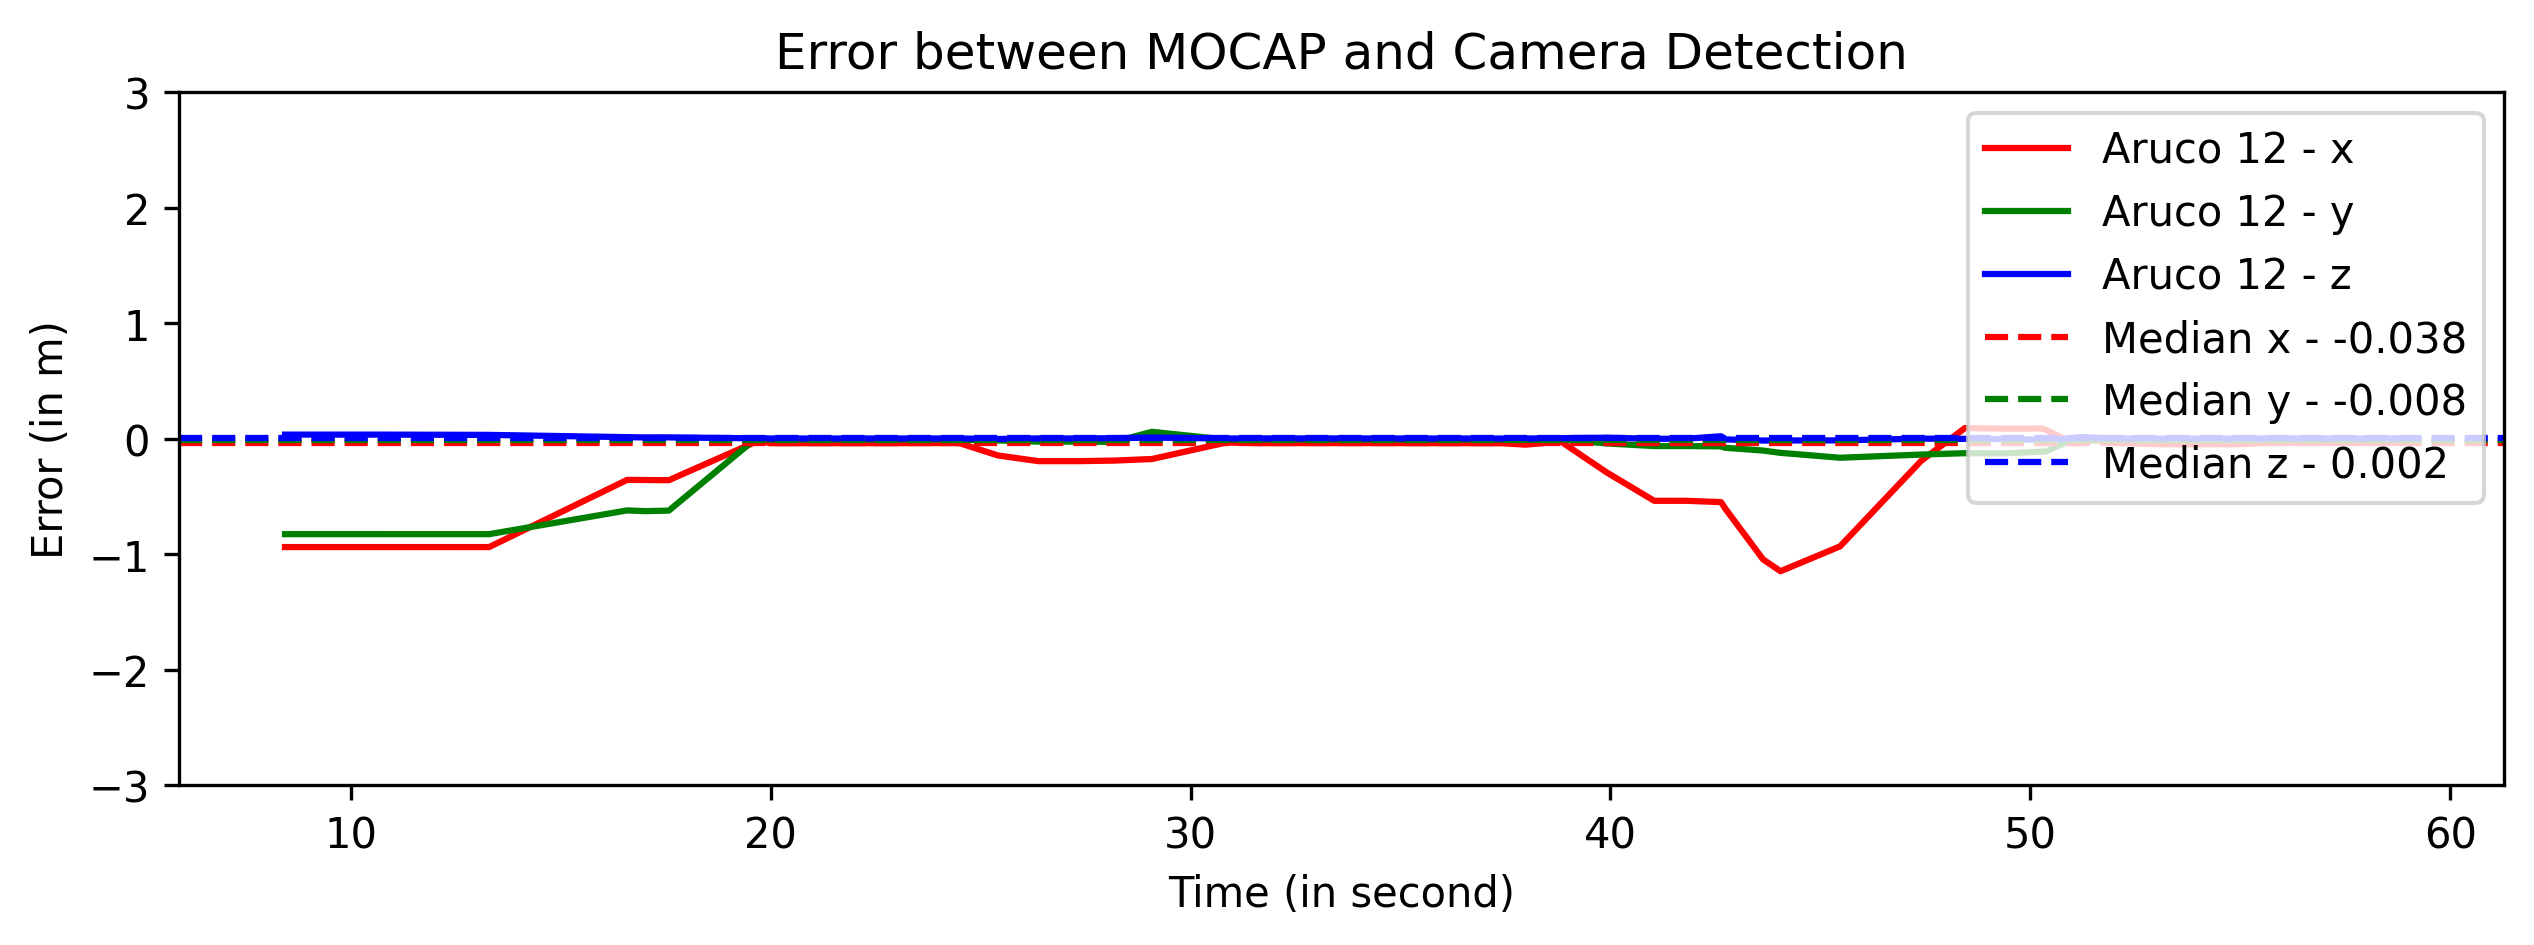 Error between MOCAP and Camera Detection
3
2
1
0
−1
−2
−3
Error (in m)
Aruco 12 - x
Aruco 12 - y
Aruco 12 - z
Median x - -0.038
Median y - -0.008
Median z - 0.002
10 20 30 40 50 60
Time (in second)